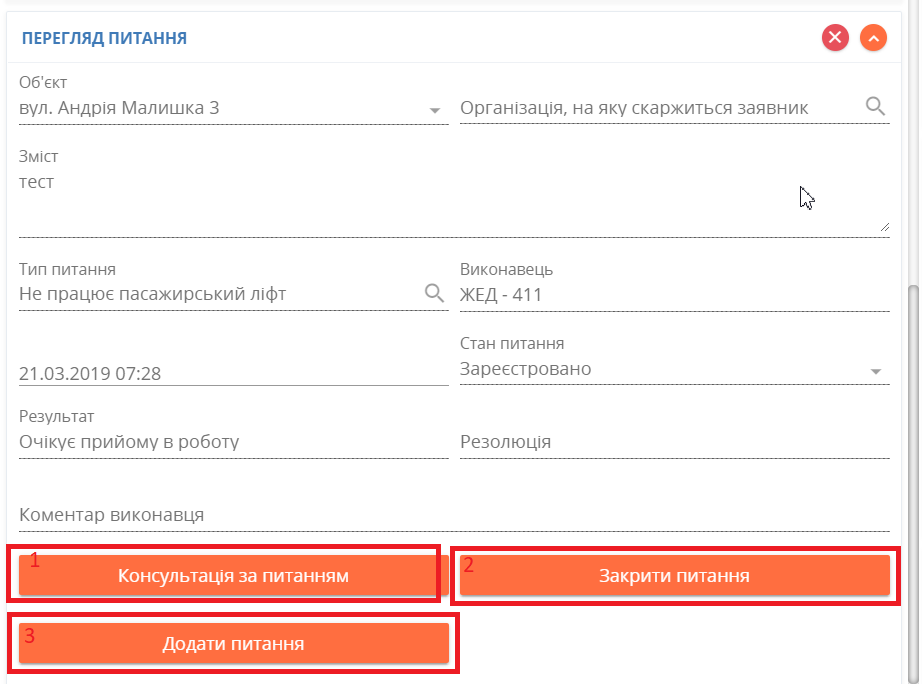 ПЕРЕГЛЯД ПИТАННЯ
Об'єкт
вул. Андрія Малишка 3
Організація, на яку скаржиться заявник
Зміст
тест
Тип питання
Не працює пасажирський ліфт
Виконавець
ЖЕД - 411
21.03.2019 07:28
Стан питання
Зареєстровано
Результат
Очікує прийому в роботу
Резолюція
Коментар виконавця
1
Консультація за питанням
2
Закрити питання
3
Додати питання